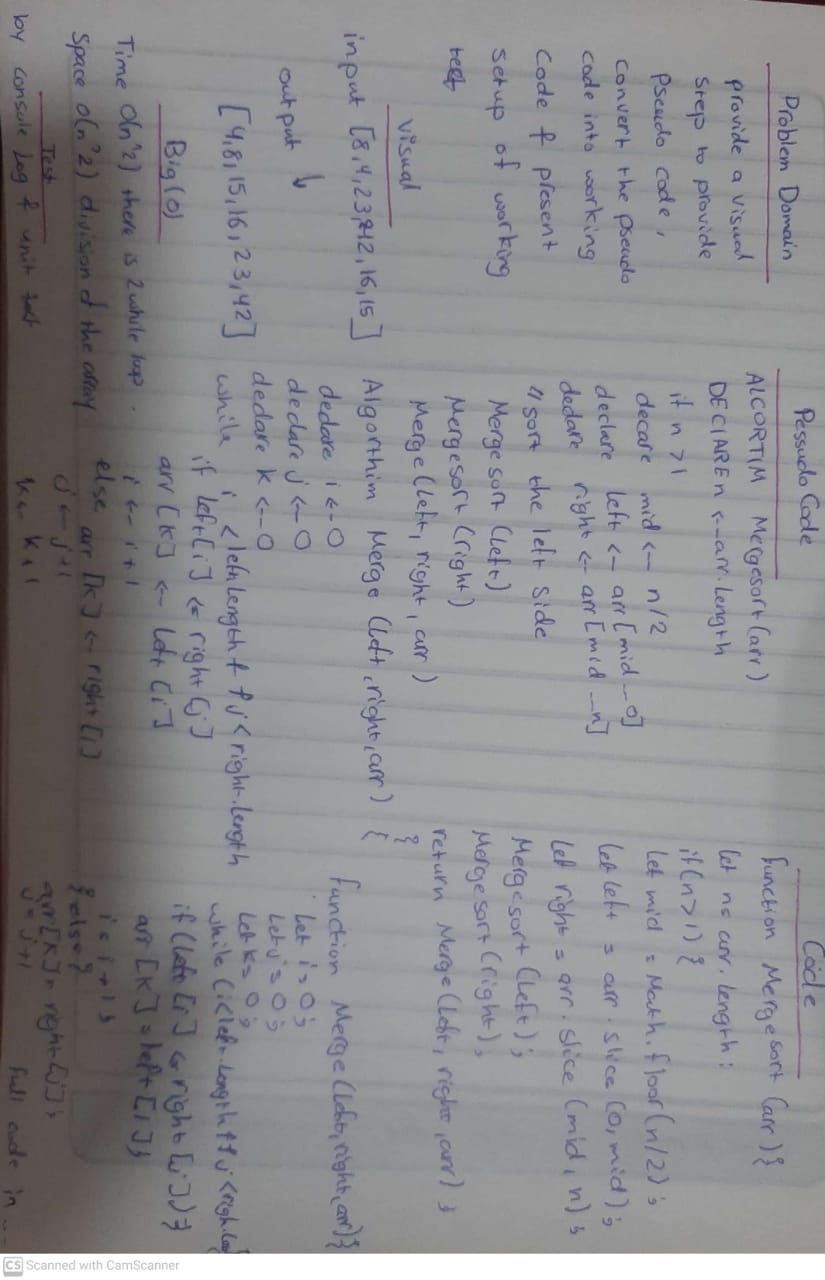 Problem Domain
provide a visual
step to provide
Pseudo code,
convert the pseudo
code into working
Code & present
setup of working
test
Visual
input [8,4,23,42,16,15]
output ↓
[4,8,15,16,23,42]
Big(O)
Time O(n^2) there is 2 while loop.
Space O(n^2) division of the array
Test
by console log & unit test
Pessudo Code
ALCORTIM Mergesort(arr)
DECIARE n <-- arr.length
if n >1
decare mid <-- n/2
declare left <-- arr[mid --0]
dedare right <-- arr[mid --n]
"sort the left side
Merge sort (left)
Mergesort (right)
Merge(left, right, arr)
Algorthim Merge (left, right, arr)
dedare i <-- 0
declare j <-- 0
declare k <-- 0
while i < left.length && j < right.length
if left[i] <= right[j]
arr[k] <-- left[i]
i <-- i+1
else arr [k] <- right [j]
j <-- j+1
k <- k+1
Code
function Mergesort (arr){
let n= arr.length;
if(n>1){
let mid = Math.floor(n/2);
let left = arr.slice(0,mid);
let right = arr.slice(mid,n);
Mergesort (left);
Mergesort (right);
return Merge(left, right, arr);
}
}
function Merge(left, right, arr){
let i=0;
let j=0;
let k=0;
while (i<left.length && j<right.
if (left [i] <= right [j]){
arr [k] = left [i];
i = i+1;
} else {
arr[k] = right[j];
j = j+1
full code in ...
CS Scanned with CamScanner